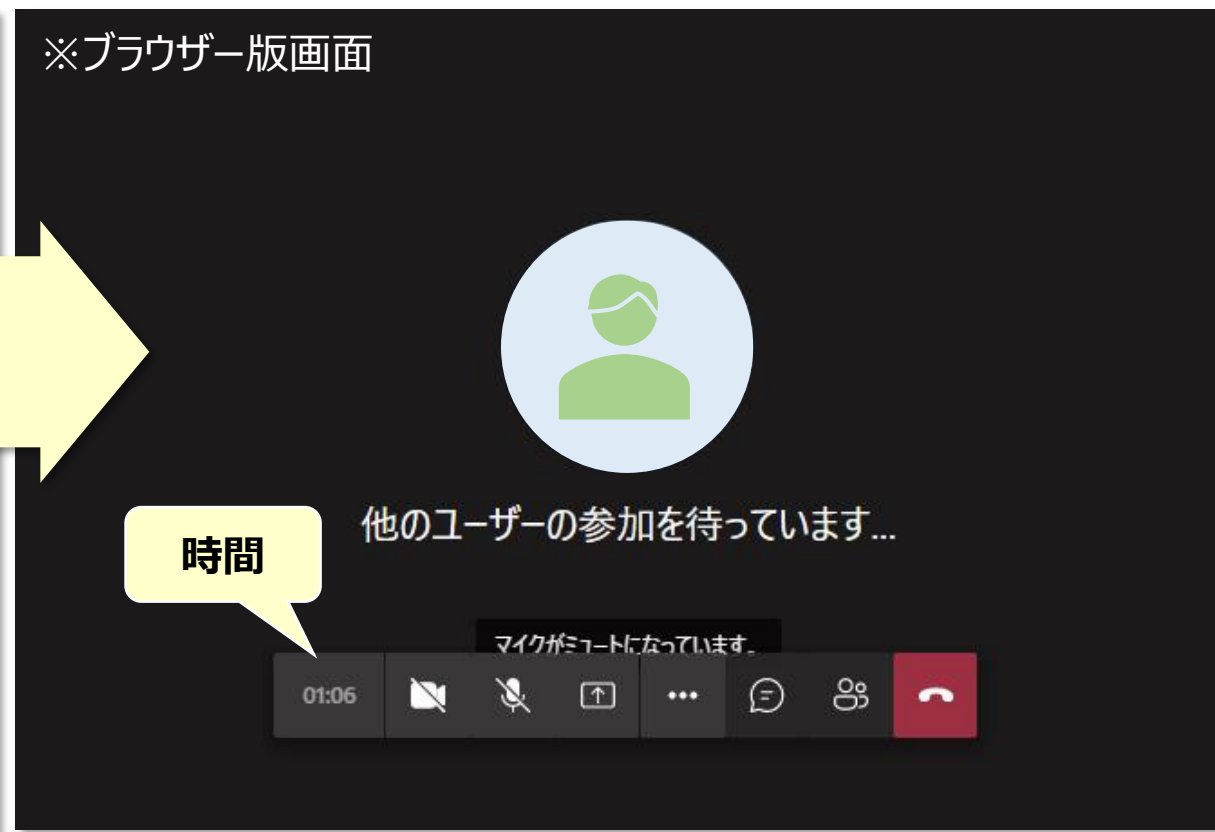 ※ブラウザー版画面
他のユーザーの参加を待っています...
時間
マイクがミュートになっています。
01:06